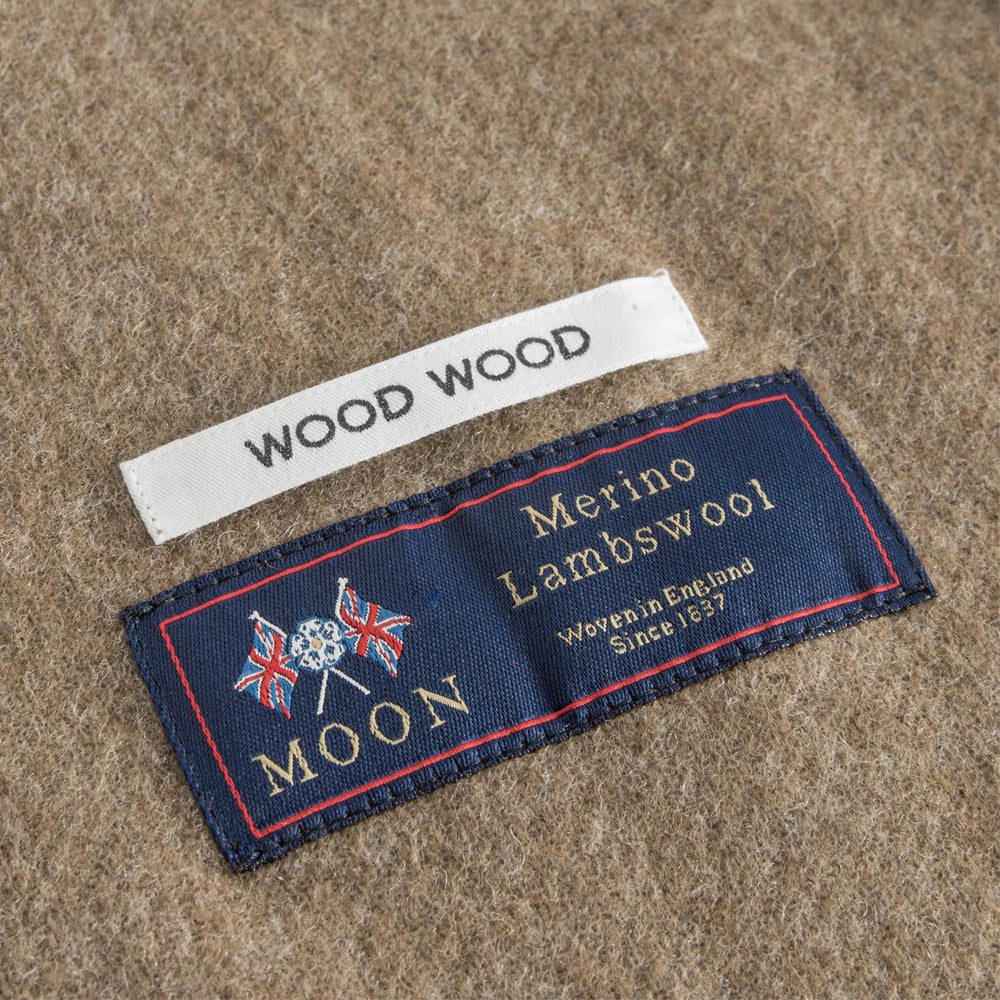 WOOD WOOD
MOON
Merino
Lambswool
Woven in England
Since 1837